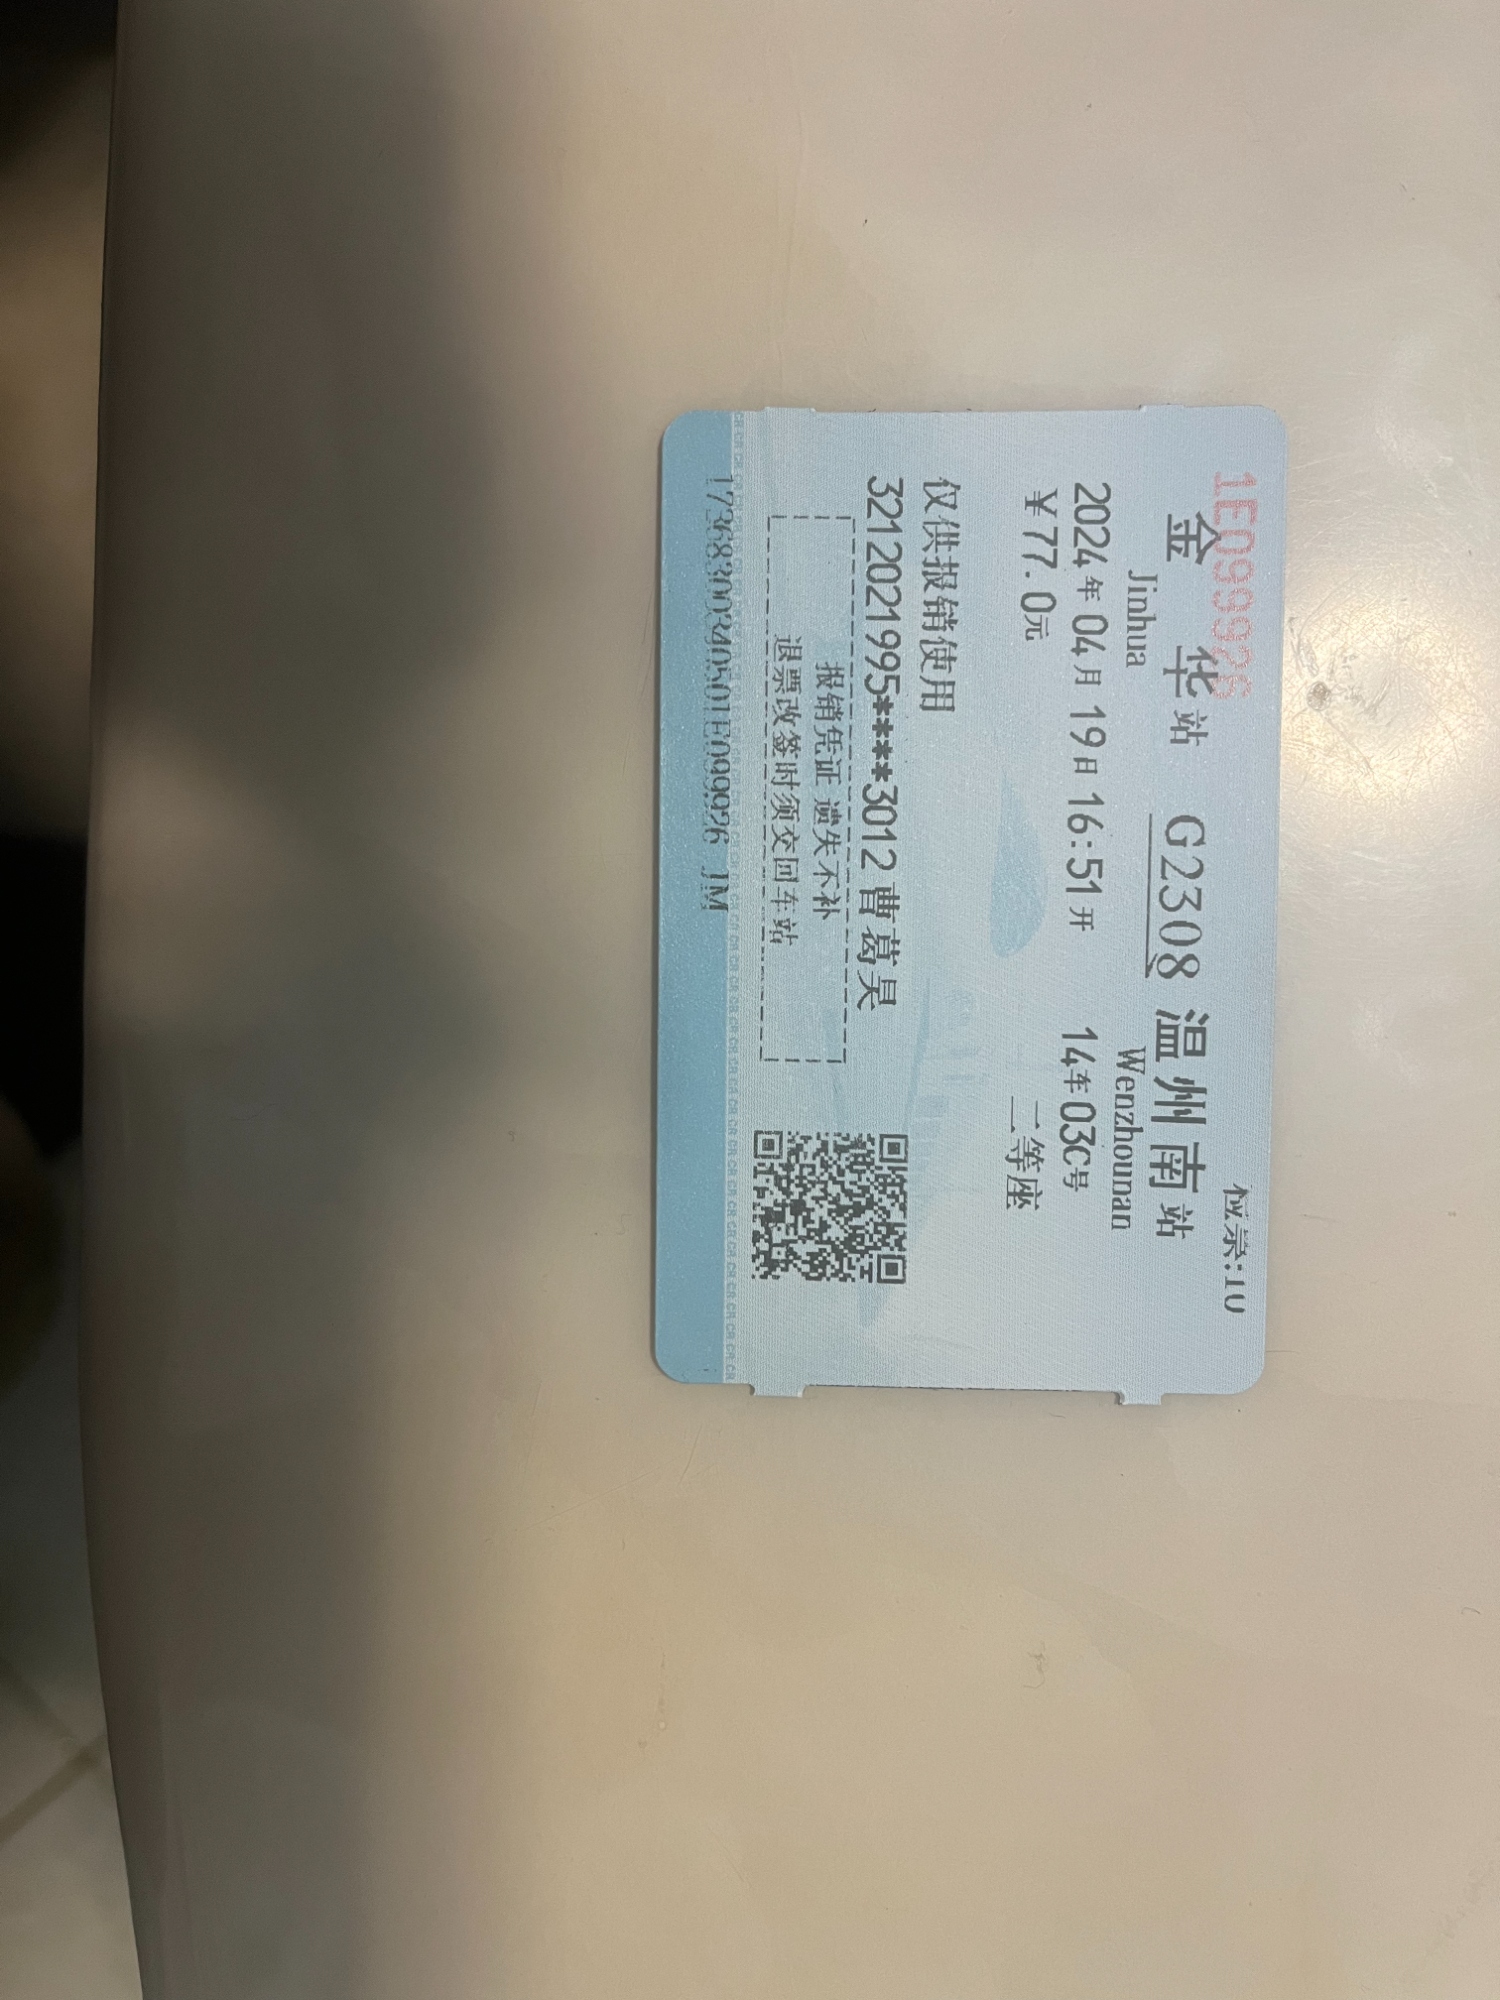 1E099926
检票:10
金华站 G2308 温州南站
Jinhua Wenzhounan
2024年04月19日16:51开 14车03C号
￥77.0元 二等座
仅供报销使用
3212021995****3012 曹葛昊
报销凭证 遗失不补
退票改签时须交回车站
17368300340501E099926 JM